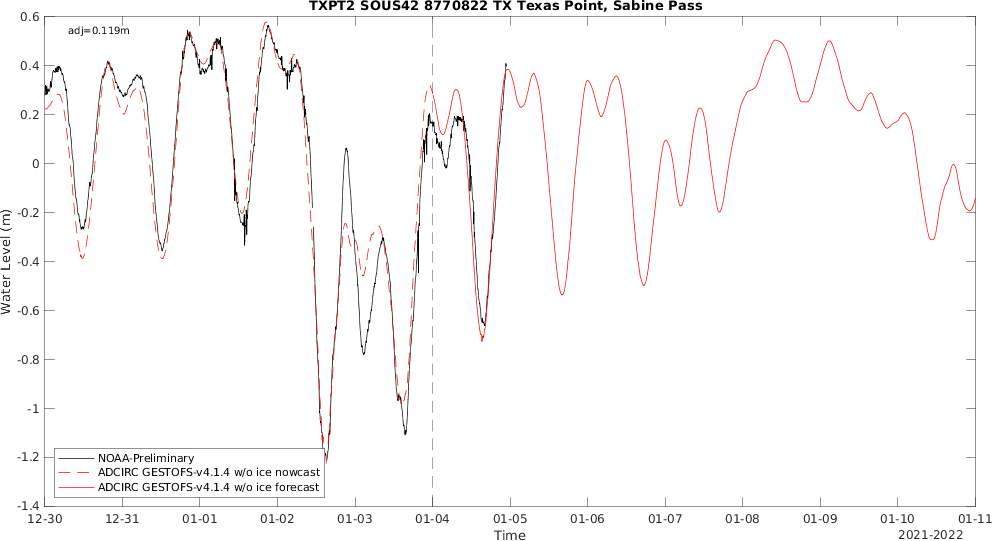 TXPT2 SOUS42 8770822 TX Texas Point, Sabine Pass
adj=0.119m
0.6
0.4
0.2
0
-0.2
-0.4
-0.6
-0.8
-1
-1.2
-1.4
Water Level (m)
NOAA-Preliminary
ADCIRC GESTOFS-v4.1.4 w/o ice nowcast
ADCIRC GESTOFS-v4.1.4 w/o ice forecast
12-30 12-31 01-01 01-02 01-03 01-04 01-05 01-06 01-07 01-08 01-09 01-10 01-11
Time
2021-2022